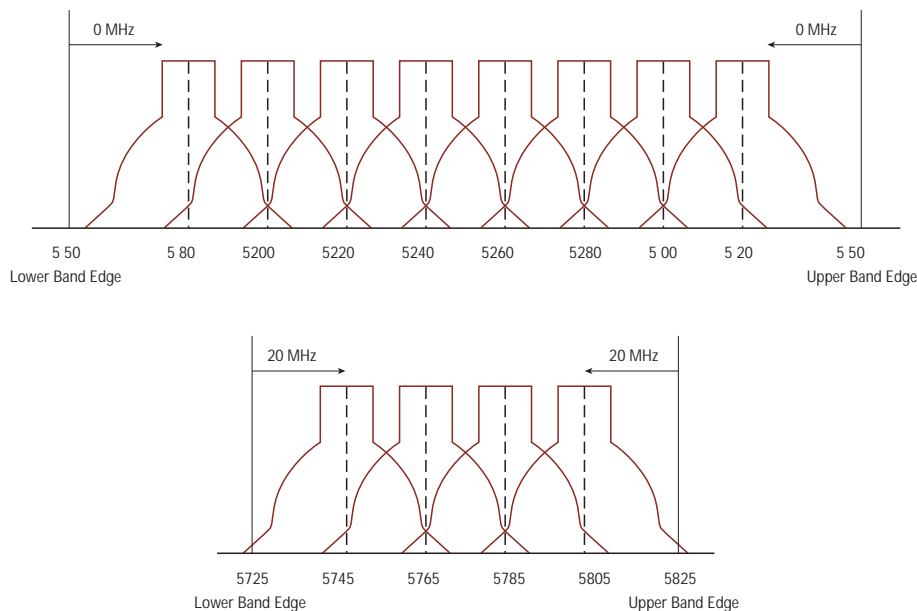 0 MHz 0 MHz
5 50 5 80 5200 5220 5240 5260 5280 5 00 5 20 5 50
Lower Band Edge Upper Band Edge
20 MHz 20 MHz
5725 5745 5765 5785 5805 5825
Lower Band Edge Upper Band Edge